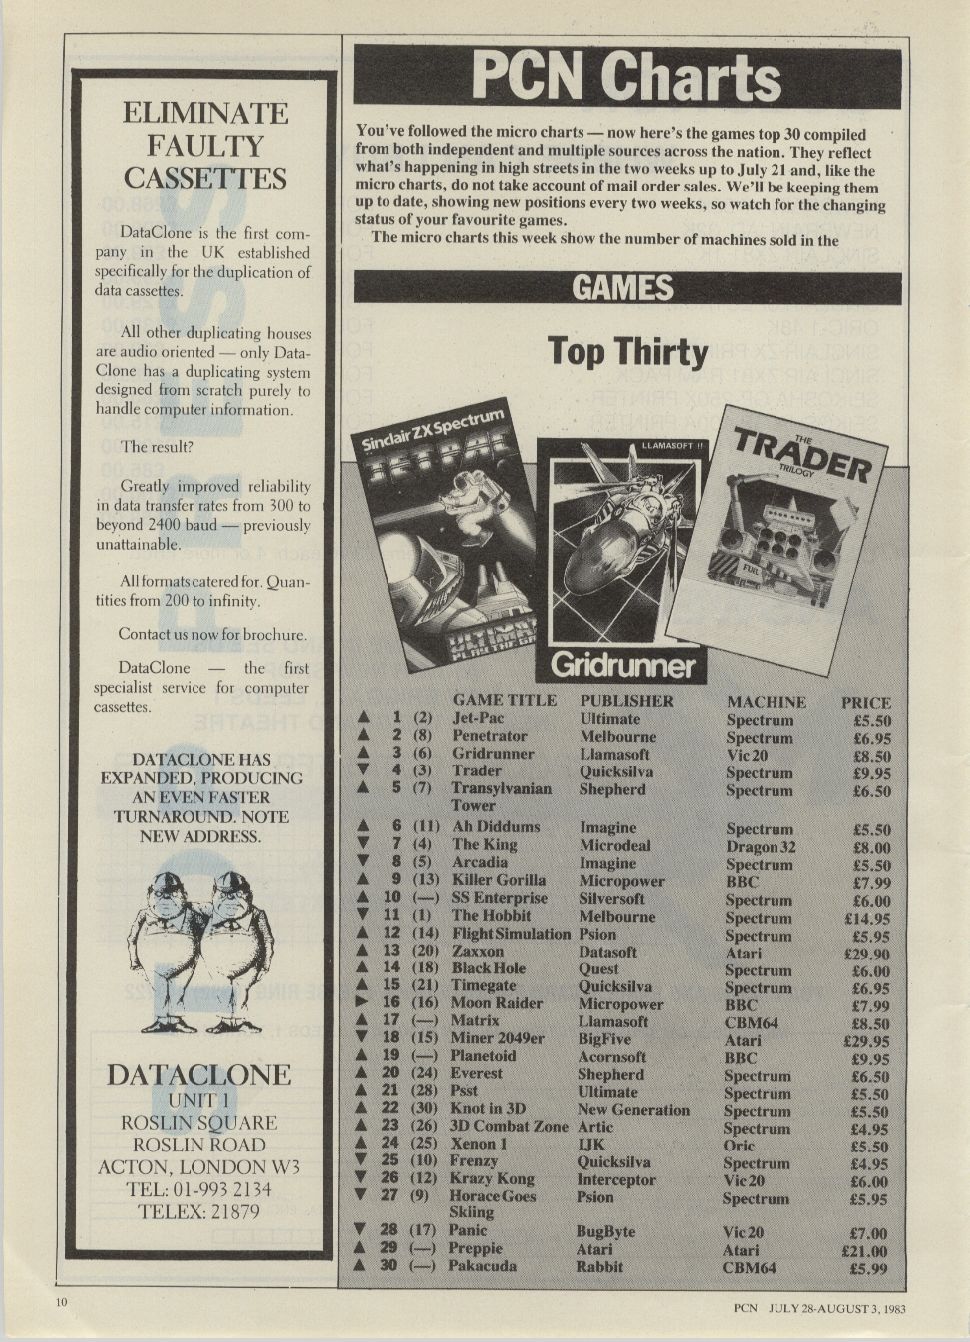 ELIMINATE
FAULTY
CASSETTES
DataClone is the first com-
pany in the UK established
specifically for the duplication of
data cassettes.
All other duplicating houses
are audio oriented — only Data-
Clone has a duplicating system
designed from scratch purely to
handle computer information.
The result?
Greatly improved reliability
in data transfer rates from 300 to
beyond 2400 baud — previously
unattainable.
All formats catered for. Quan-
tities from 200 to infinity.
Contact us now for brochure.
DataClone — the first
specialist service for computer
cassettes.
DATACLONE HAS
EXPANDED, PRODUCING
AN EVEN FASTER
TURNAROUND. NOTE
NEW ADDRESS.
DATACLONE
UNIT 1
ROSLIN SQUARE
ROSLIN ROAD
ACTON, LONDON W3
TEL: 01-993 2134
TELEX: 21879
PCN Charts
You've followed the micro charts — now here's the games top 30 compiled
from both independent and multiple sources across the nation. They reflect
what's happening in high streets in the two weeks up to July 21 and, like the
micro charts, do not take account of mail order sales. We'll be keeping them
up to date, showing new positions every two weeks, so watch for the changing
status of your favourite games.
The micro charts this week show the number of machines sold in the
GAMES
Top Thirty
Sinclair ZX Spectrum
JETPAC
ULTIMATE
PLAY THE GA
LLAMASOFT !!
Gridrunner
THE
TRADER
TRILOGY
FUEL
GAME TITLE PUBLISHER MACHINE PRICE
▲ 1 (2) Jet-Pac Ultimate Spectrum £5.50
▲ 2 (8) Penetrator Melbourne Spectrum £6.95
▲ 3 (6) Gridrunner Llamasoft Vic 20 £8.50
▼ 4 (3) Trader Quicksilva Spectrum £9.95
▲ 5 (7) Transylvanian Shepherd Spectrum £6.50
Tower
▲ 6 (11) Ah Diddums Imagine Spectrum £5.50
▼ 7 (4) The King Microdeal Dragon 32 £8.00
▼ 8 (5) Arcadia Imagine Spectrum £5.50
▲ 9 (13) Killer Gorilla Micropower BBC £7.99
▲ 10 (—) SS Enterprise Silversoft Spectrum £6.00
▼ 11 (1) The Hobbit Melbourne Spectrum £14.95
▲ 12 (14) Flight Simulation Psion Spectrum £5.95
▲ 13 (20) Zaxxon Datasoft Atari £29.90
▲ 14 (18) Black Hole Quest Spectrum £6.00
▲ 15 (21) Timegate Quicksilva Spectrum £6.95
▶ 16 (16) Moon Raider Micropower BBC £7.99
▲ 17 (—) Matrix Llamasoft CBM64 £8.50
▼ 18 (15) Miner 2049er BigFive Atari £29.95
▲ 19 (—) Planetoid Acornsoft BBC £9.95
▲ 20 (24) Everest Shepherd Spectrum £6.50
▲ 21 (28) Psst Ultimate Spectrum £5.50
▲ 22 (30) Knot in 3D New Generation Spectrum £5.50
▲ 23 (26) 3D Combat Zone Artic Spectrum £4.95
▲ 24 (25) Xenon 1 IJK Oric £5.50
▼ 25 (10) Frenzy Quicksilva Spectrum £4.95
▼ 26 (12) Krazy Kong Interceptor Vic 20 £6.00
▼ 27 (9) Horace Goes Psion Spectrum £5.95
Skiing
▼ 28 (17) Panic BugByte Vic 20 £7.00
▲ 29 (—) Preppie Atari Atari £21.00
▲ 30 (—) Pakacuda Rabbit CBM64 £5.99
10
PCN JULY 28-AUGUST 3, 1983